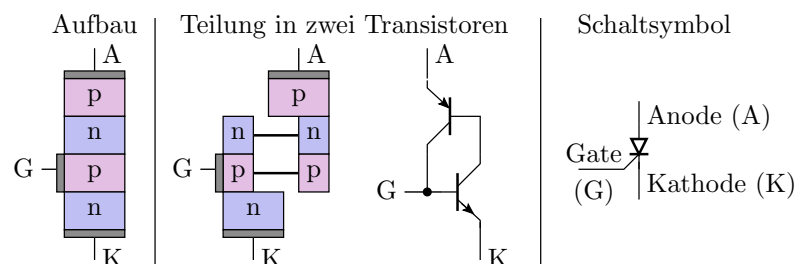 Aufbau
Teilung in zwei Transistoren
Schaltsymbol
A
p
n
p
n
G
K
A
p
n
n
p
p
n
G
K
A
G
K
Anode (A)
Gate
(G)
Kathode (K)